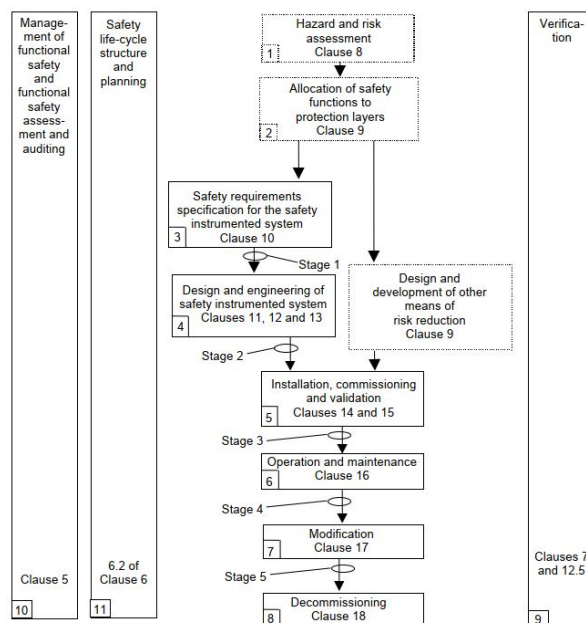 Manage-
ment of
functional
safety
and
functional
safety
assess-
ment and
auditing
Clause 5
10
Safety
life-cycle
structure
and
planning
6.2 of
Clause 6
11
Hazard and risk
assessment
Clause 8
1
Allocation of safety
functions to
protection layers
Clause 9
2
Safety requirements
specification for the safety
instrumented system
Clause 10
3
Stage 1
Design and engineering of
safety instrumented system
Clauses 11, 12 and 13
4
Design and
development of other
means of
risk reduction
Clause 9
Stage 2
Installation, commissioning
and validation
Clauses 14 and 15
5
Stage 3
Operation and maintenance
Clause 16
6
Stage 4
Modification
Clause 17
7
Stage 5
Decommissioning
Clause 18
8
Verifica-
tion
Clauses 7
and 12.5
9